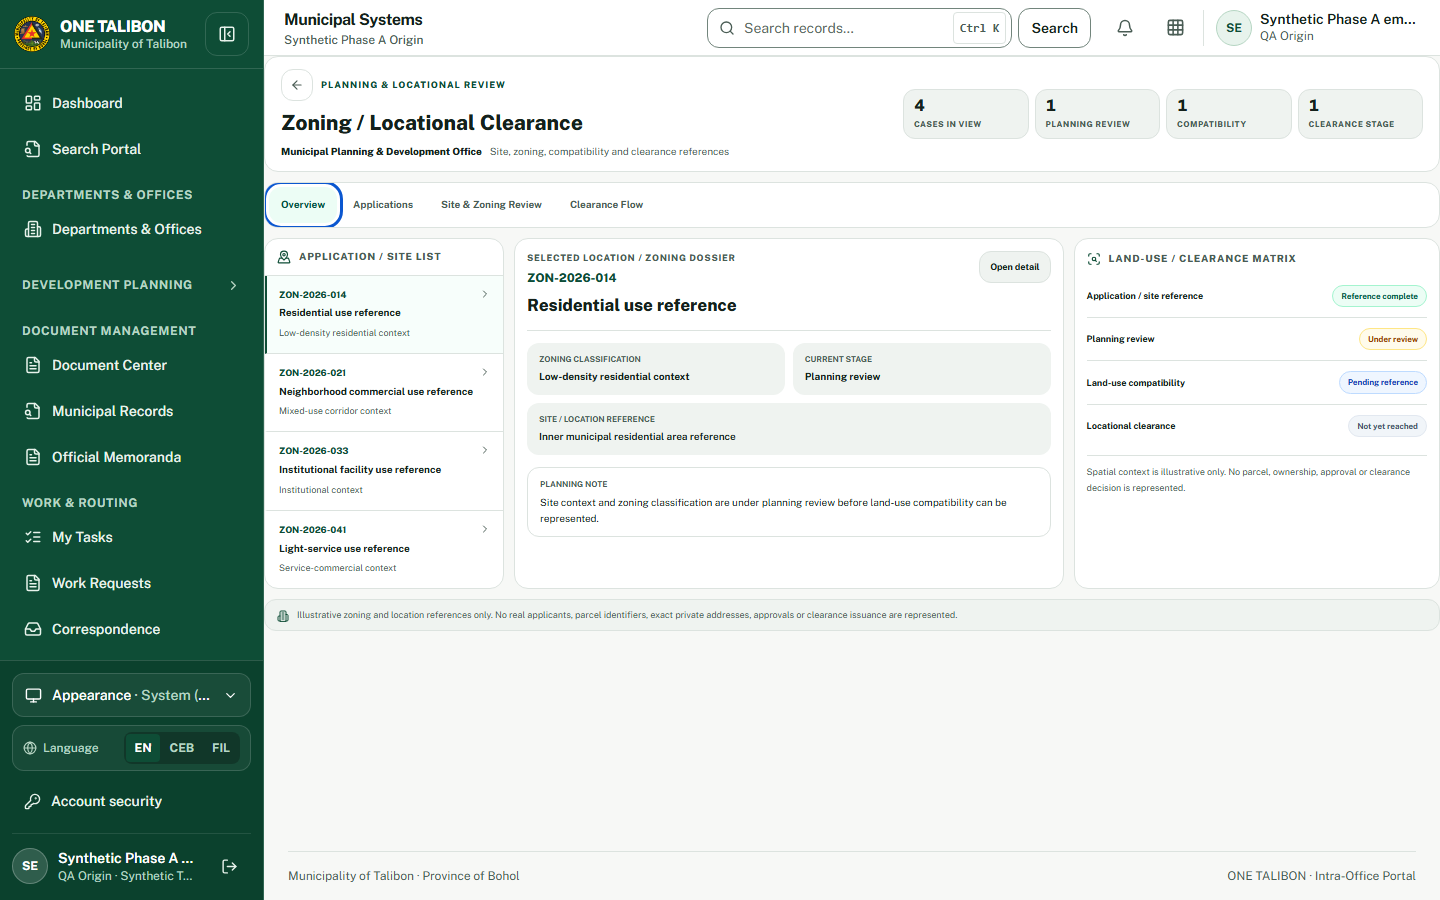 ONE TALIBON
Municipality of Talibon
Dashboard
Search Portal
DEPARTMENTS & OFFICES
Departments & Offices
DEVELOPMENT PLANNING
DOCUMENT MANAGEMENT
Document Center
Municipal Records
Official Memoranda
WORK & ROUTING
My Tasks
Work Requests
Correspondence
Appearance · System (...
Language EN CEB FIL
Account security
SE
Synthetic Phase A ...
QA Origin · Synthetic T...
Municipal Systems
Synthetic Phase A Origin
Search records...
Ctrl K
Search
SE
Synthetic Phase A em...
QA Origin
PLANNING & LOCATIONAL REVIEW
Zoning / Locational Clearance
Municipal Planning & Development Office Site, zoning, compatibility and clearance references
4
CASES IN VIEW
1
PLANNING REVIEW
1
COMPATIBILITY
1
CLEARANCE STAGE
Overview
Applications
Site & Zoning Review
Clearance Flow
APPLICATION / SITE LIST
ZON-2026-014
Residential use reference
Low-density residential context
ZON-2026-021
Neighborhood commercial use reference
Mixed-use corridor context
ZON-2026-033
Institutional facility use reference
Institutional context
ZON-2026-041
Light-service use reference
Service-commercial context
SELECTED LOCATION / ZONING DOSSIER
ZON-2026-014
Residential use reference
Open detail
ZONING CLASSIFICATION
Low-density residential context
CURRENT STAGE
Planning review
SITE / LOCATION REFERENCE
Inner municipal residential area reference
PLANNING NOTE
Site context and zoning classification are under planning review before land-use compatibility can be
represented.
LAND-USE / CLEARANCE MATRIX
Application / site reference
Reference complete
Planning review
Under review
Land-use compatibility
Pending reference
Locational clearance
Not yet reached
Spatial context is illustrative only. No parcel, ownership, approval or clearance
decision is represented.
Illustrative zoning and location references only. No real applicants, parcel identifiers, exact private addresses, approvals or clearance issuance are represented.
Municipality of Talibon · Province of Bohol
ONE TALIBON · Intra-Office Portal